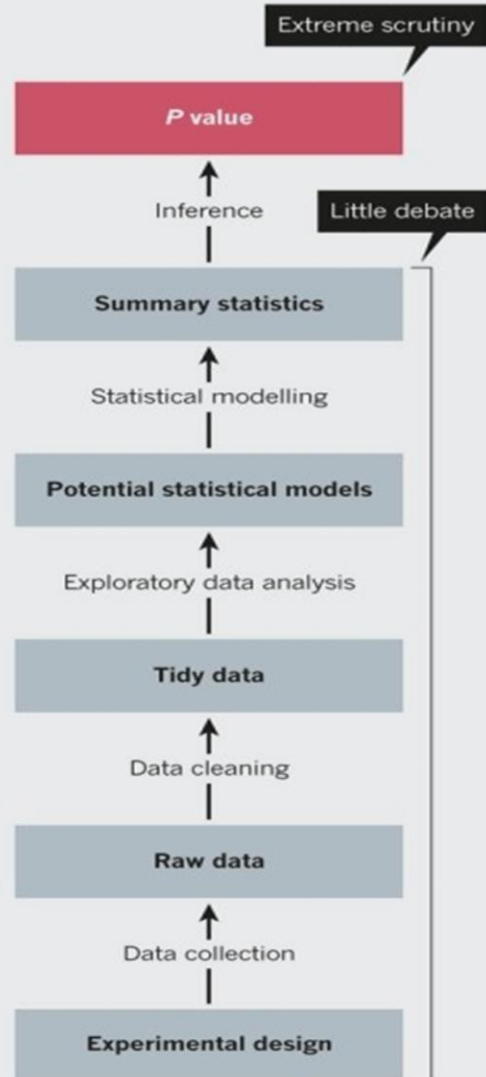 Extreme scrutiny
P value
Inference
Little debate
Summary statistics
Statistical modelling
Potential statistical models
Exploratory data analysis
Tidy data
Data cleaning
Raw data
Data collection
Experimental design